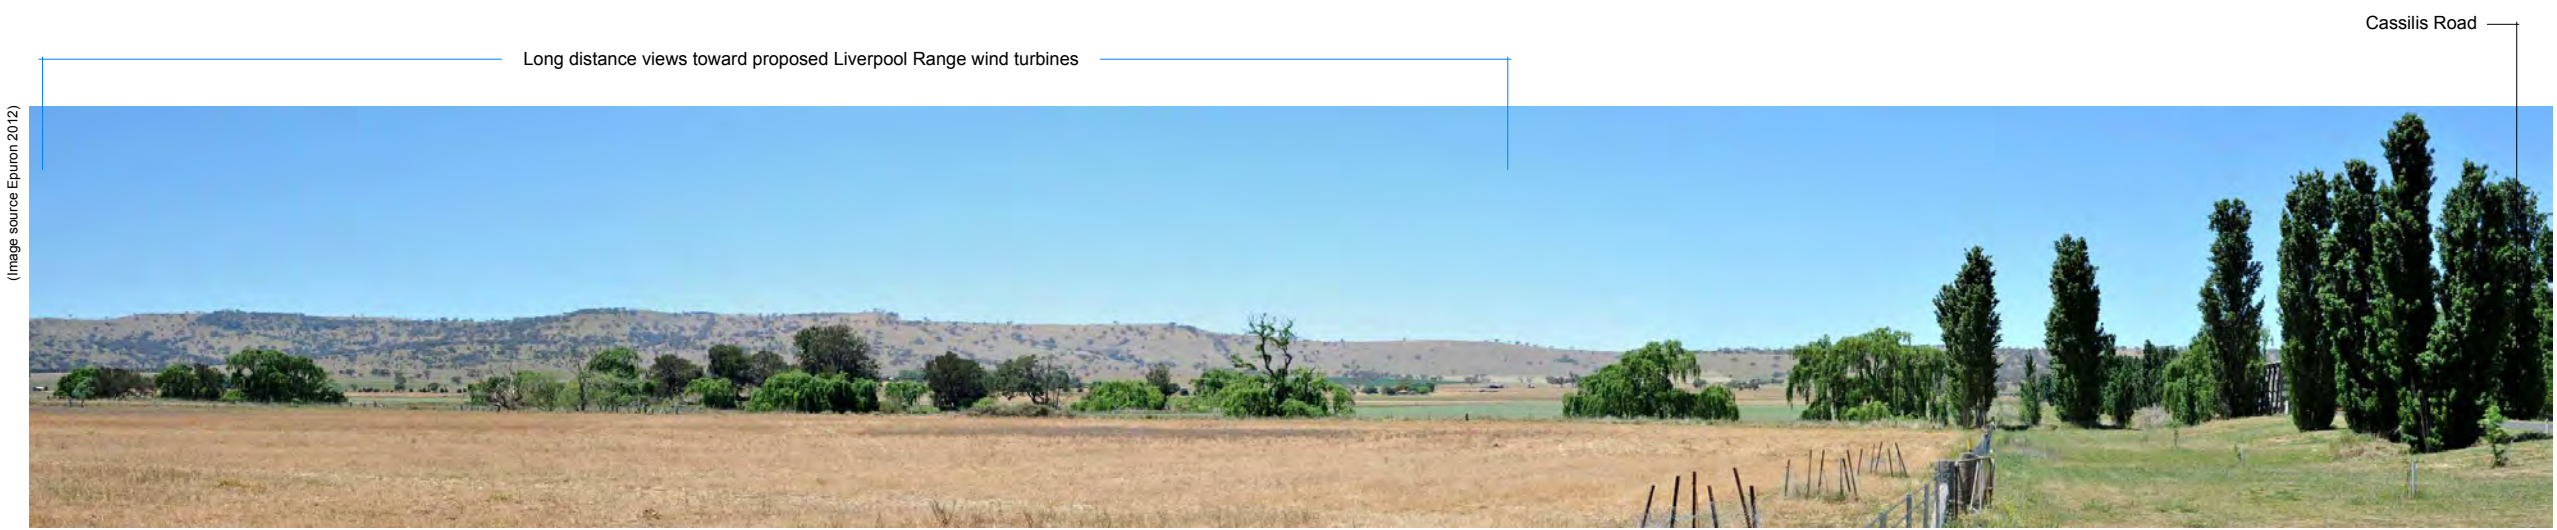 Cassilis Road
Long distance views toward proposed Liverpool Range wind turbines
(Image source Epuron 2012)